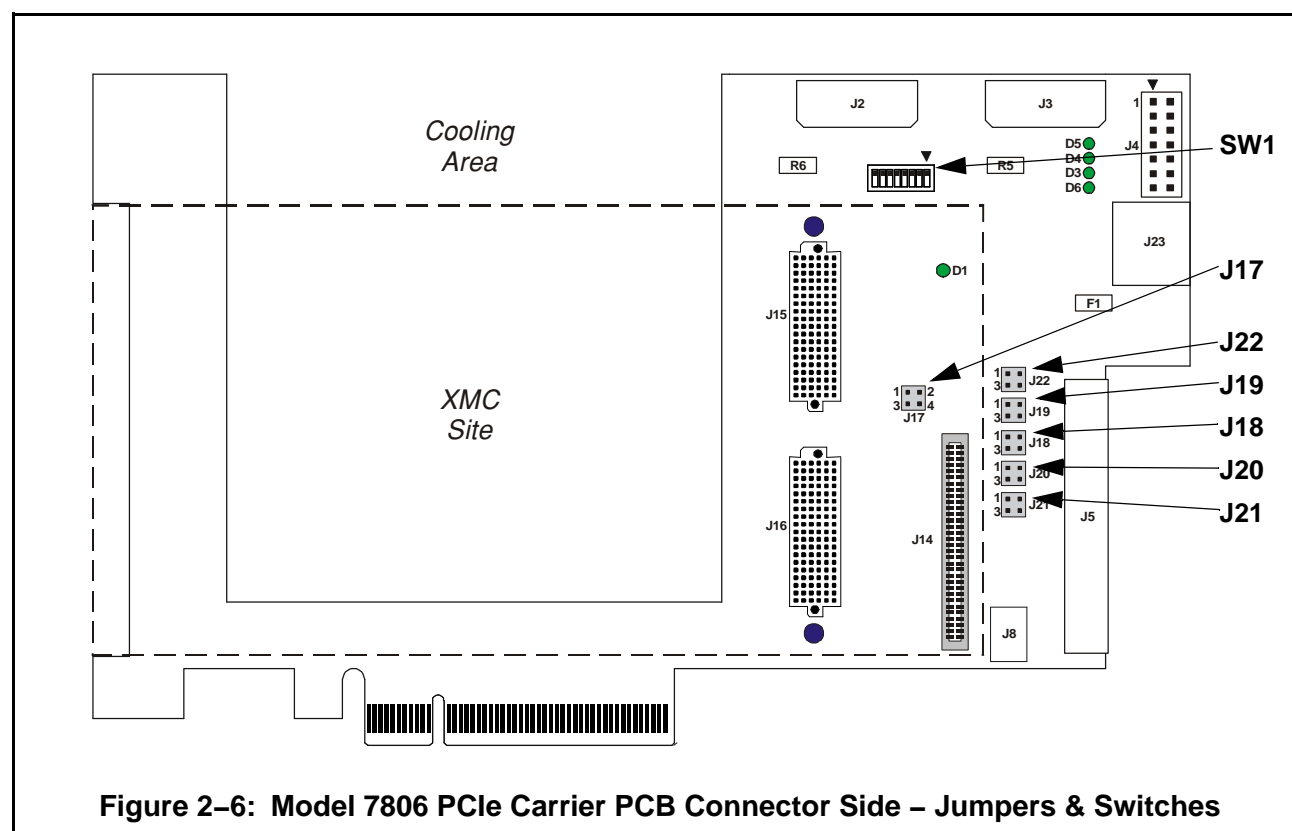 J2
J3
1
J4
Cooling
Area
D5
D4
D3
D6
SW1
R6
R5
J23
D1
J17
F1
J15
J22
1
3
J22
1 2
3 4
J17
J19
1
3
J19
XMC
Site
J18
1
3
J18
J20
1
3
J20
J21
1
3
J21
J16
J14
J5
J8
Figure 2–6: Model 7806 PCIe Carrier PCB Connector Side – Jumpers & Switches